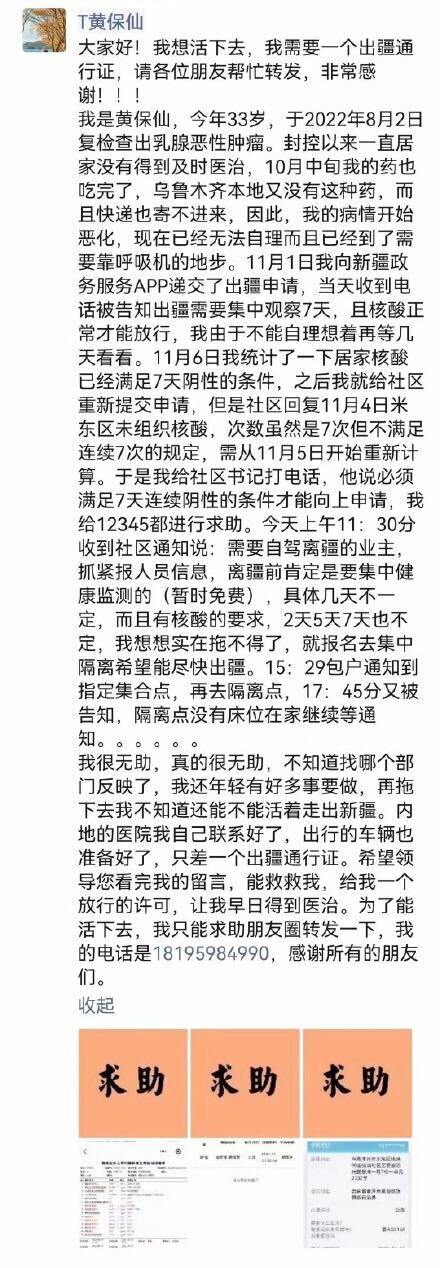 T黄保仙
大家好！我想活下去，我需要一个出疆通
行证，请各位朋友帮忙转发，非常感
谢！！！
我是黄保仙，今年33岁，于2022年8月2日
复检查出乳腺恶性肿瘤。封控以来一直居
家没有得到及时医治，10月中旬我的药也
吃完了，乌鲁木齐本地又没有这种药，而
且快递也寄不进来，因此，我的病情开始
恶化，现在已经无法自理而且已经到了需
要靠呼吸机的地步。11月1日我向新疆政
务服务APP递交了出疆申请，当天收到电
话被告知出疆需要集中观察7天，且核酸正
常才能放行，我由于不能自理想着再等几
天看看。11月6日我统计了一下居家核酸
已经满足7天阴性的条件，之后我就给社区
重新提交申请，但是社区回复11月4日米
东区未组织核酸，次数虽然是7次但不满足
连续7次的规定，需从11月5日开始重新计
算。于是我给社区书记打电话，他说必须
满足7天连续阴性的条件才能向上申请，我
给12345都进行求助。今天上午11：30分
收到社区通知说：需要自驾离疆的业主，
抓紧报人员信息，离疆前肯定是要集中健
康监测的（暂时免费），具体几天不一
定，而且有核酸的要求，2天5天7天也不
定，我想想实在拖不得了，就报名去集中
隔离希望能尽快出疆。15：29包户通知到
指定集合点，再去隔离点，17：45分又被
告知，隔离点没有床位在家继续等通
知。。。。。。
我很无助，真的很无助，不知道找哪个部
门反映了，我还年轻有好多事要做，再拖
下去我不知道还能不能活着走出新疆。内
地的医院我自己联系好了，出行的车辆也
准备好了，只差一个出疆通行证。希望领
导您看完我的留言，能救救我，给我一个
放行的许可，让我早日得到医治。为了能
活下去，我只能求助朋友圈转发一下，我
的电话是18195984990，感谢所有的朋友
们。
收起
求助 求助 求助